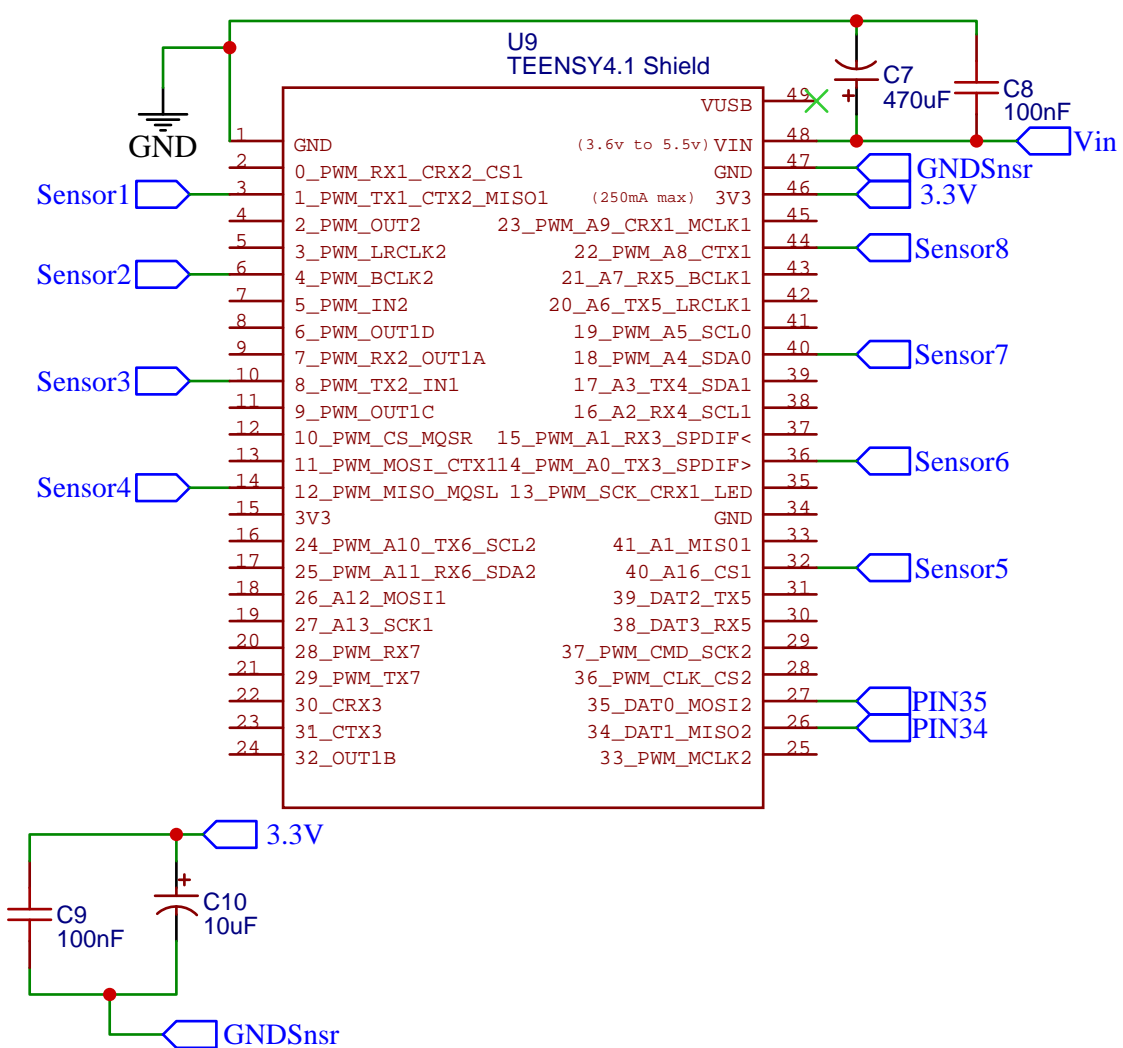 U9
TEENSY4.1 Shield
C7
470uF
C8
100nF
GND
Vin
49
VUSB
1
GND
(3.6v to 5.5v) VIN
48
2
0_PWM_RX1_CRX2_CS1
GND
47
GNDSnsr
Sensor1
3
1_PWM_TX1_CTX2_MISO1
(250mA max) 3V3
46
3.3V
4
2_PWM_OUT2
23_PWM_A9_CRX1_MCLK1
45
5
3_PWM_LRCLK2
22_PWM_A8_CTX1
44
Sensor8
Sensor2
6
4_PWM_BCLK2
21_A7_RX5_BCLK1
43
7
5_PWM_IN2
20_A6_TX5_LRCLK1
42
8
6_PWM_OUT1D
19_PWM_A5_SCL0
41
9
7_PWM_RX2_OUT1A
18_PWM_A4_SDA0
40
Sensor7
Sensor3
10
8_PWM_TX2_IN1
17_A3_TX4_SDA1
39
11
9_PWM_OUT1C
16_A2_RX4_SCL1
38
12
10_PWM_CS_MQSR
15_PWM_A1_RX3_SPDIF<
37
13
11_PWM_MOSI_CTX1
14_PWM_A0_TX3_SPDIF>
36
Sensor6
Sensor4
14
12_PWM_MISO_MQSL
13_PWM_SCK_CRX1_LED
35
15
3V3
GND
34
16
24_PWM_A10_TX6_SCL2
41_A1_MIS01
33
17
25_PWM_A11_RX6_SDA2
40_A16_CS1
32
Sensor5
18
26_A12_MOSI1
39_DAT2_TX5
31
19
27_A13_SCK1
38_DAT3_RX5
30
20
28_PWM_RX7
37_PWM_CMD_SCK2
29
21
29_PWM_TX7
36_PWM_CLK_CS2
28
22
30_CRX3
35_DAT0_MOSI2
27
PIN35
23
31_CTX3
34_DAT1_MISO2
26
PIN34
24
32_OUT1B
33_PWM_MCLK2
25
3.3V
C9
100nF
C10
10uF
GNDSnsr